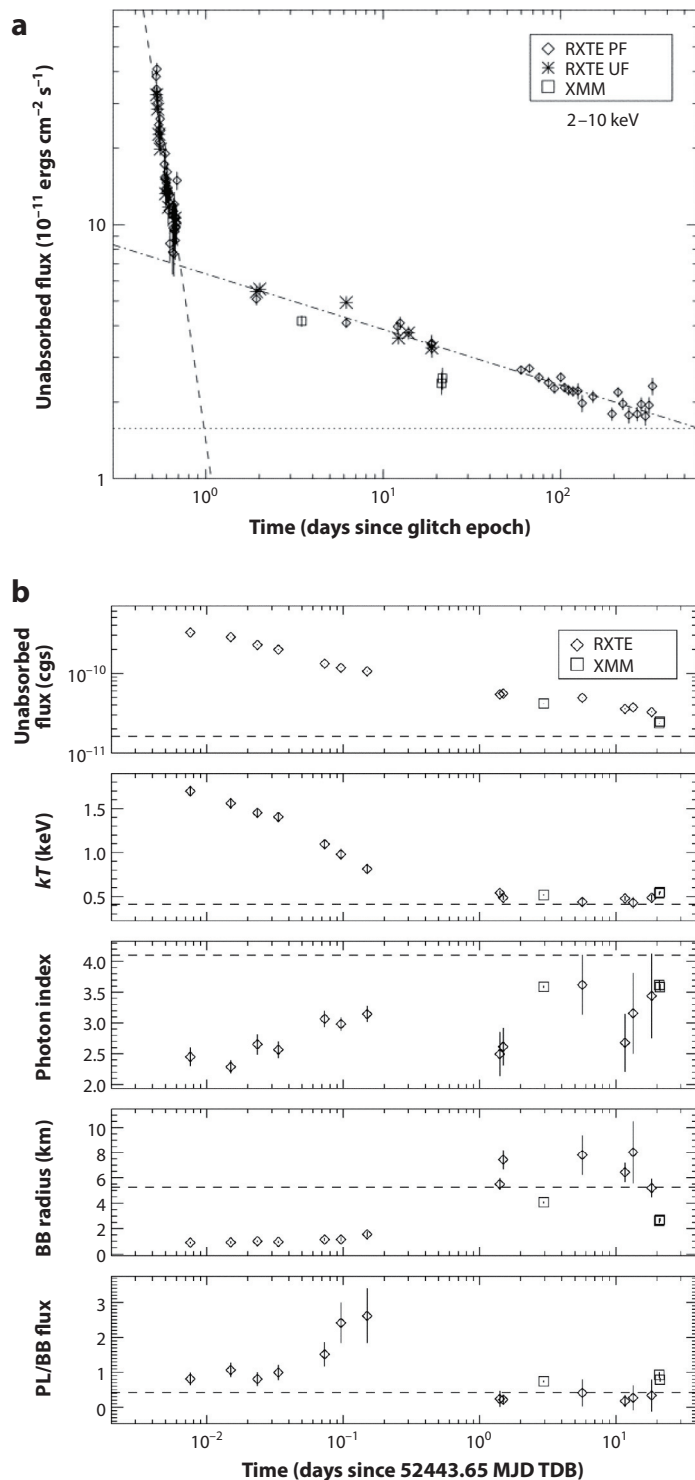 a
RXTE PF
RXTE UF
XMM
2–10 keV
Unabsorbed flux (10⁻¹¹ ergs cm⁻² s⁻¹)
10
1
10⁰ 10¹ 10²
Time (days since glitch epoch)
b
RXTE
XMM
Unabsorbed
flux (cgs)
10⁻¹⁰
10⁻¹¹
kT (keV)
1.5
1.0
0.5
Photon index
4.0
3.5
3.0
2.5
2.0
BB radius (km)
10
8
6
4
2
0
PL/BB flux
3
2
1
0
10⁻² 10⁻¹ 10⁰ 10¹
Time (days since 52443.65 MJD TDB)